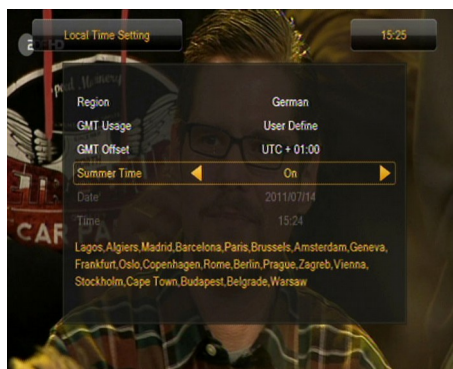 Local Time Setting
15:25
Region German
GMT Usage User Define
GMT Offset UTC + 01:00
Summer Time On
Date 2011/07/14
Time 15:24
CAR
Lagos,Algiers,Madrid,Barcelona,Paris,Brussels,Amsterdam,Geneva,
Frankfurt,Oslo,Copenhagen,Rome,Berlin,Prague,Zagreb,Vienna,
Stockholm,Cape Town,Budapest,Belgrade,Warsaw